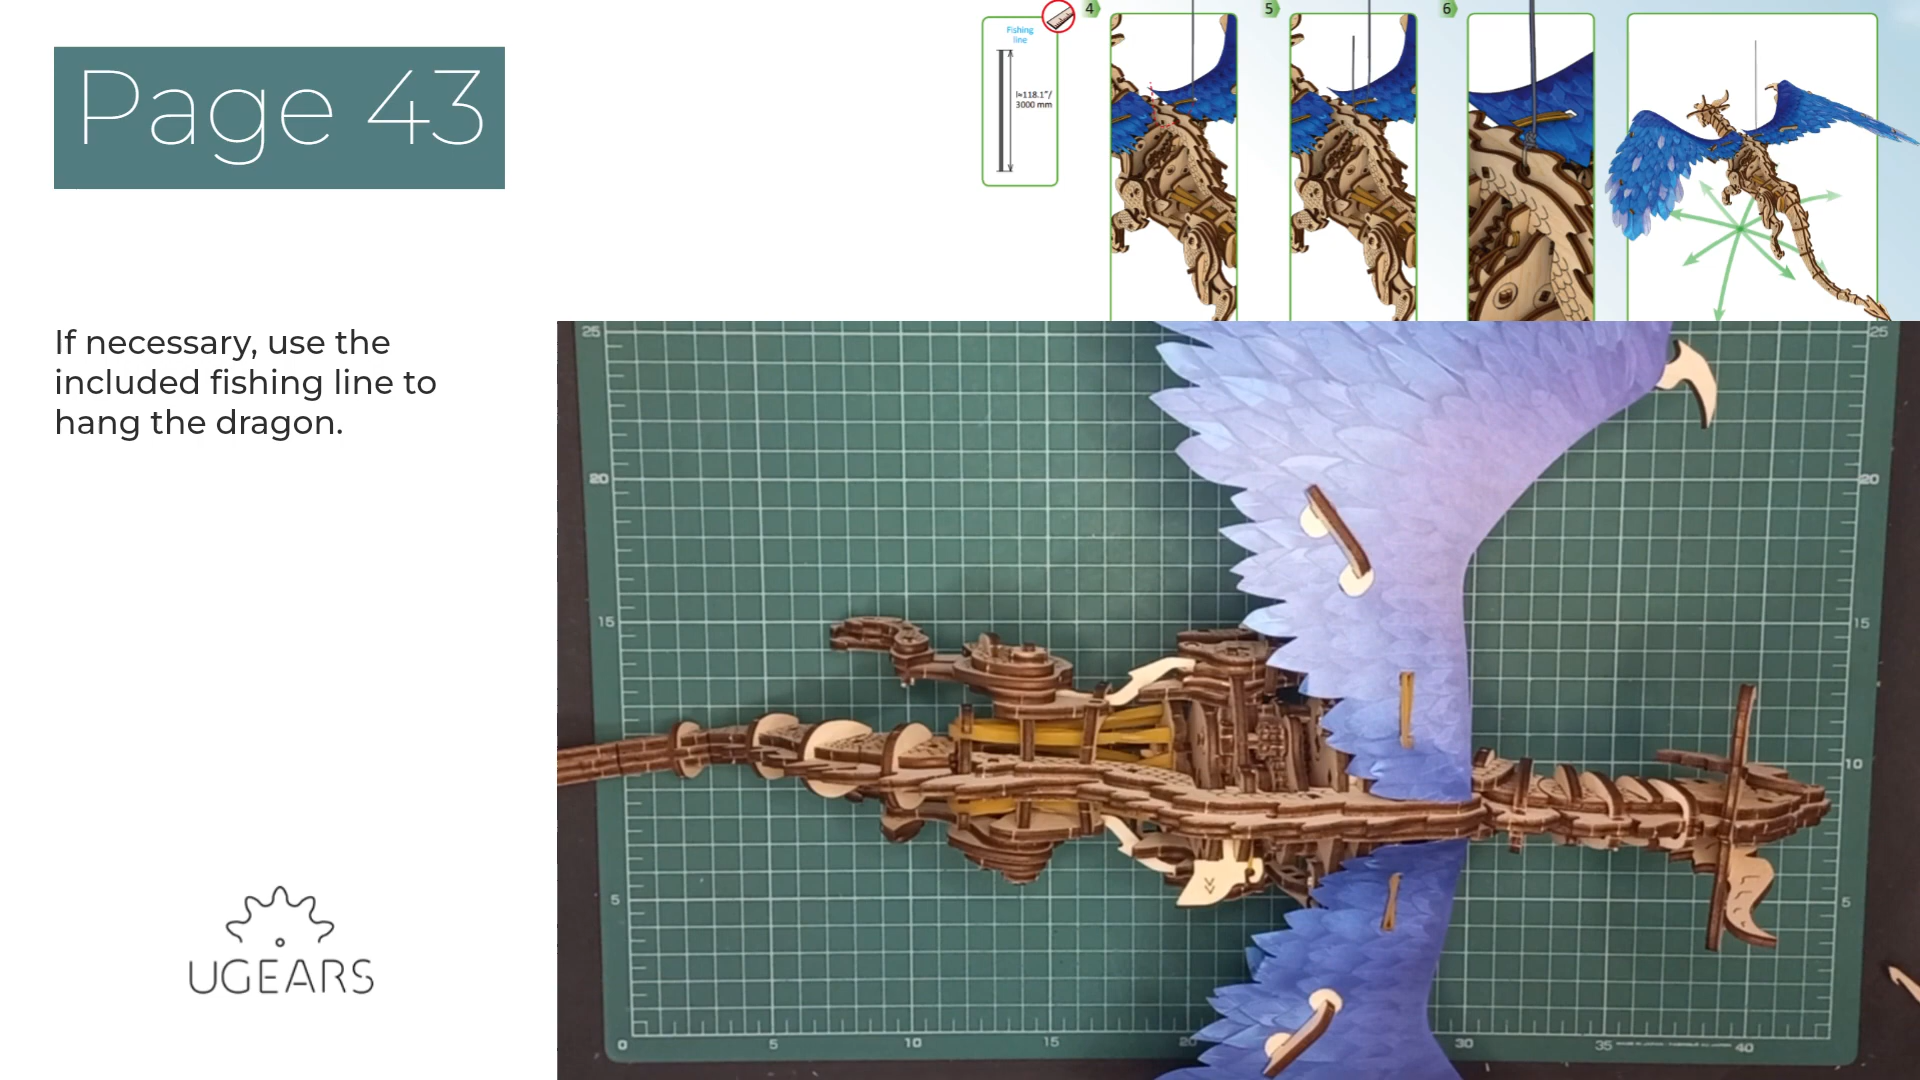 Page 43
4
5
6
Fishing
line
l=118.1"/
3000 mm
If necessary, use the
included fishing line to
hang the dragon.
UGEARS
25
25
20
20
15
15
10
5
5
0
5
10
15
20
30
35
40